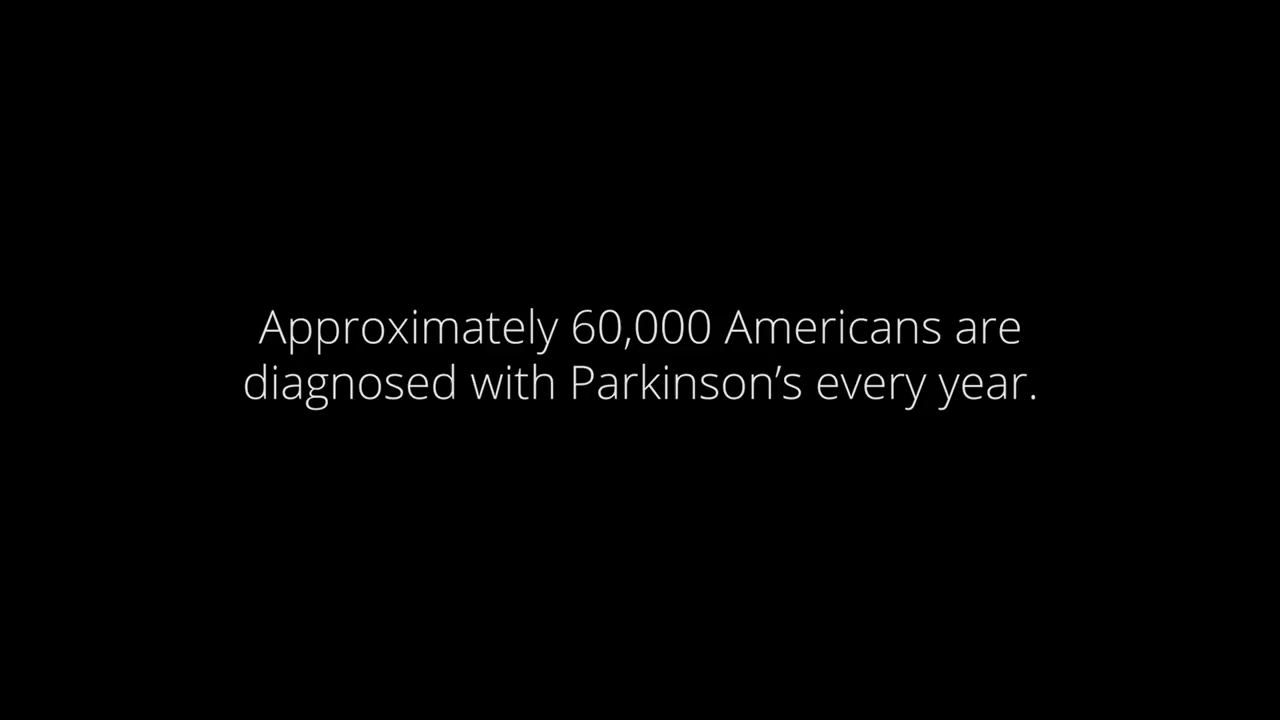 Approximately 60,000 Americans are
diagnosed with Parkinson’s every year.